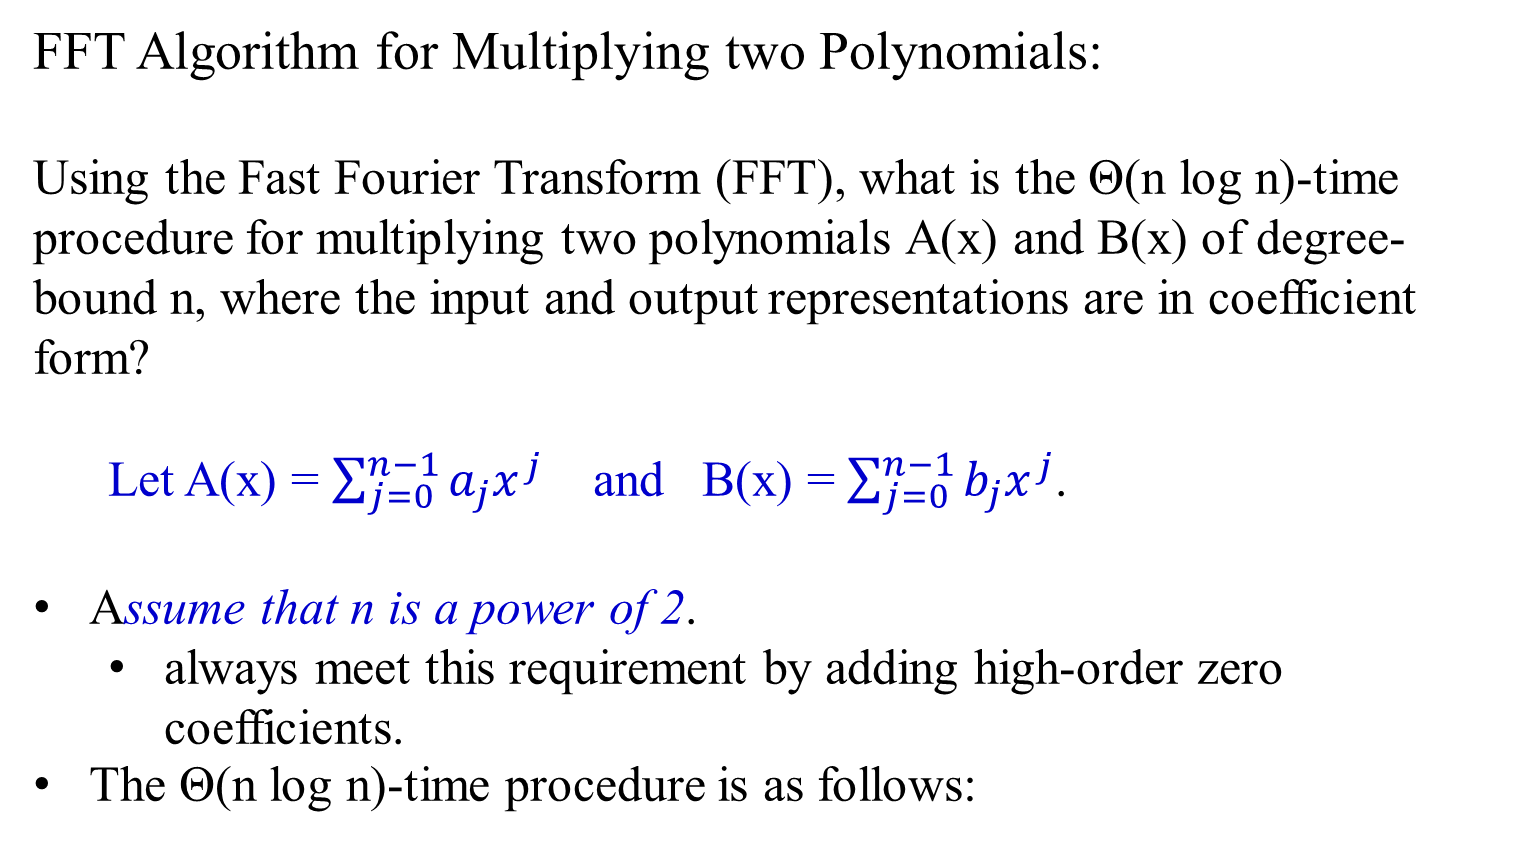 FFT Algorithm for Multiplying two Polynomials:
Using the Fast Fourier Transform (FFT), what is the Θ(n log n)-time
procedure for multiplying two polynomials A(x) and B(x) of degree-
bound n, where the input and output representations are in coefficient
form?
Let A(x) = ∑_{j=0}^{n−1} a_j x^j and B(x) = ∑_{j=0}^{n−1} b_j x^j.
• Assume that n is a power of 2.
• always meet this requirement by adding high-order zero
coefficients.
• The Θ(n log n)-time procedure is as follows: